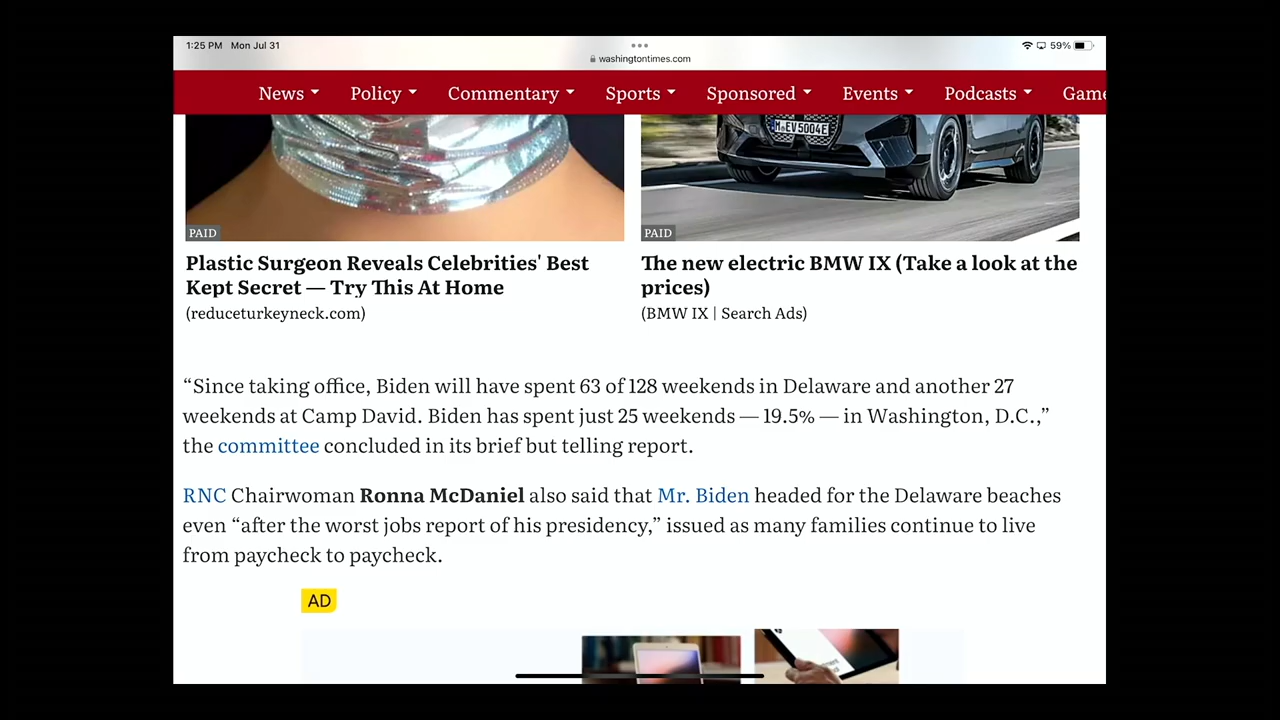 1:25 PM Mon Jul 31
59%
washingtontimes.com
News Policy Commentary Sports Sponsored Events Podcasts Game
M EV5004E
PAID
PAID
Plastic Surgeon Reveals Celebrities' Best
Kept Secret — Try This At Home
(reduceturkeyneck.com)
The new electric BMW IX (Take a look at the
prices)
(BMW IX | Search Ads)
“Since taking office, Biden will have spent 63 of 128 weekends in Delaware and another 27
weekends at Camp David. Biden has spent just 25 weekends — 19.5% — in Washington, D.C.,”
the committee concluded in its brief but telling report.
RNC Chairwoman Ronna McDaniel also said that Mr. Biden headed for the Delaware beaches
even “after the worst jobs report of his presidency,” issued as many families continue to live
from paycheck to paycheck.
AD